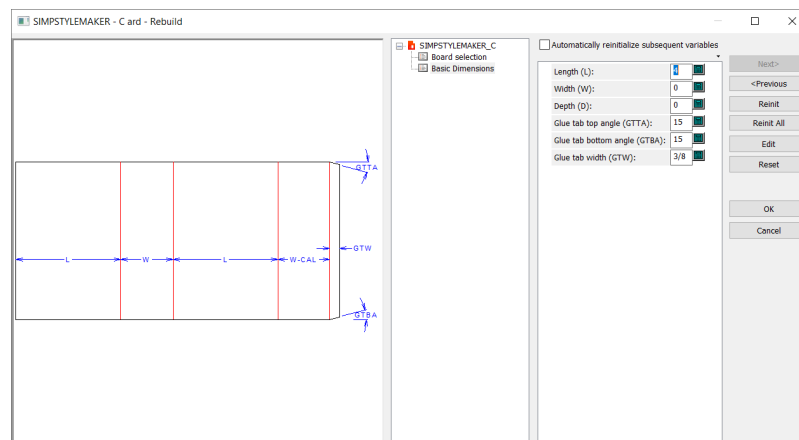 SIMPSTYLEMAKER - C ard - Rebuild
SIMPSTYLEMAKER_C
Board selection
Basic Dimensions
Automatically reinitialize subsequent variables
Length (L):
Width (W): 0
Depth (D): 0
Glue tab top angle (GTTA): 15
Glue tab bottom angle (GTBA): 15
Glue tab width (GTW): 3/8
Next>
<Previous
Reinit
Reinit All
Edit
Reset
OK
Cancel
GTTA
GTW
L W L W-CAL
GTBA